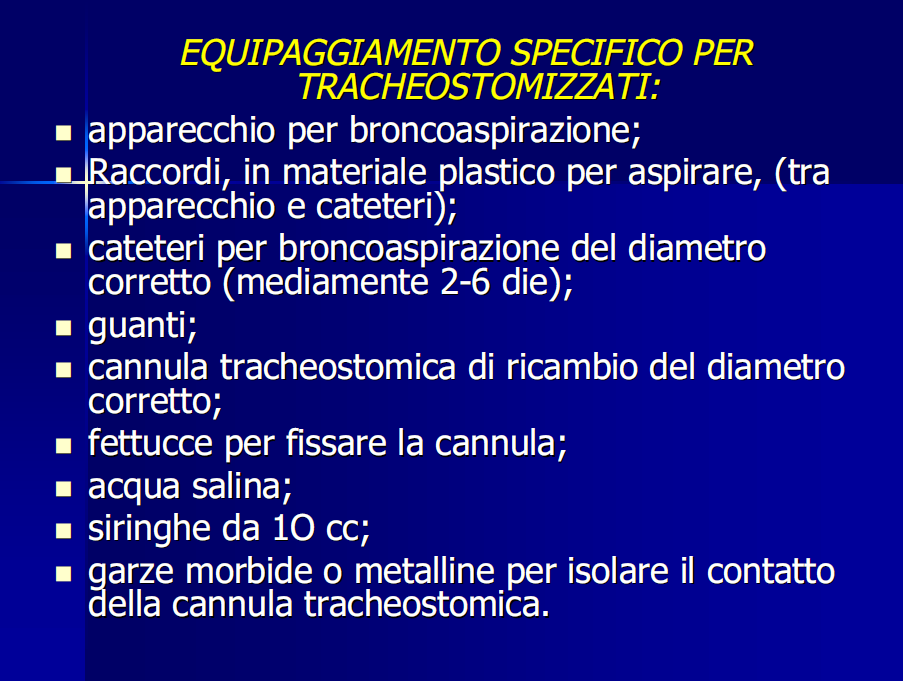 EQUIPAGGIAMENTO SPECIFICO PER
TRACHEOSTOMIZZATI:
apparecchio per broncoaspirazione;
Raccordi, in materiale plastico per aspirare, (tra
apparecchio e cateteri);
cateteri per broncoaspirazione del diametro
corretto (mediamente 2-6 die);
guanti;
cannula tracheostomica di ricambio del diametro
corretto;
fettucce per fissare la cannula;
acqua salina;
siringhe da 1O cc;
garze morbide o metalline per isolare il contatto
della cannula tracheostomica.